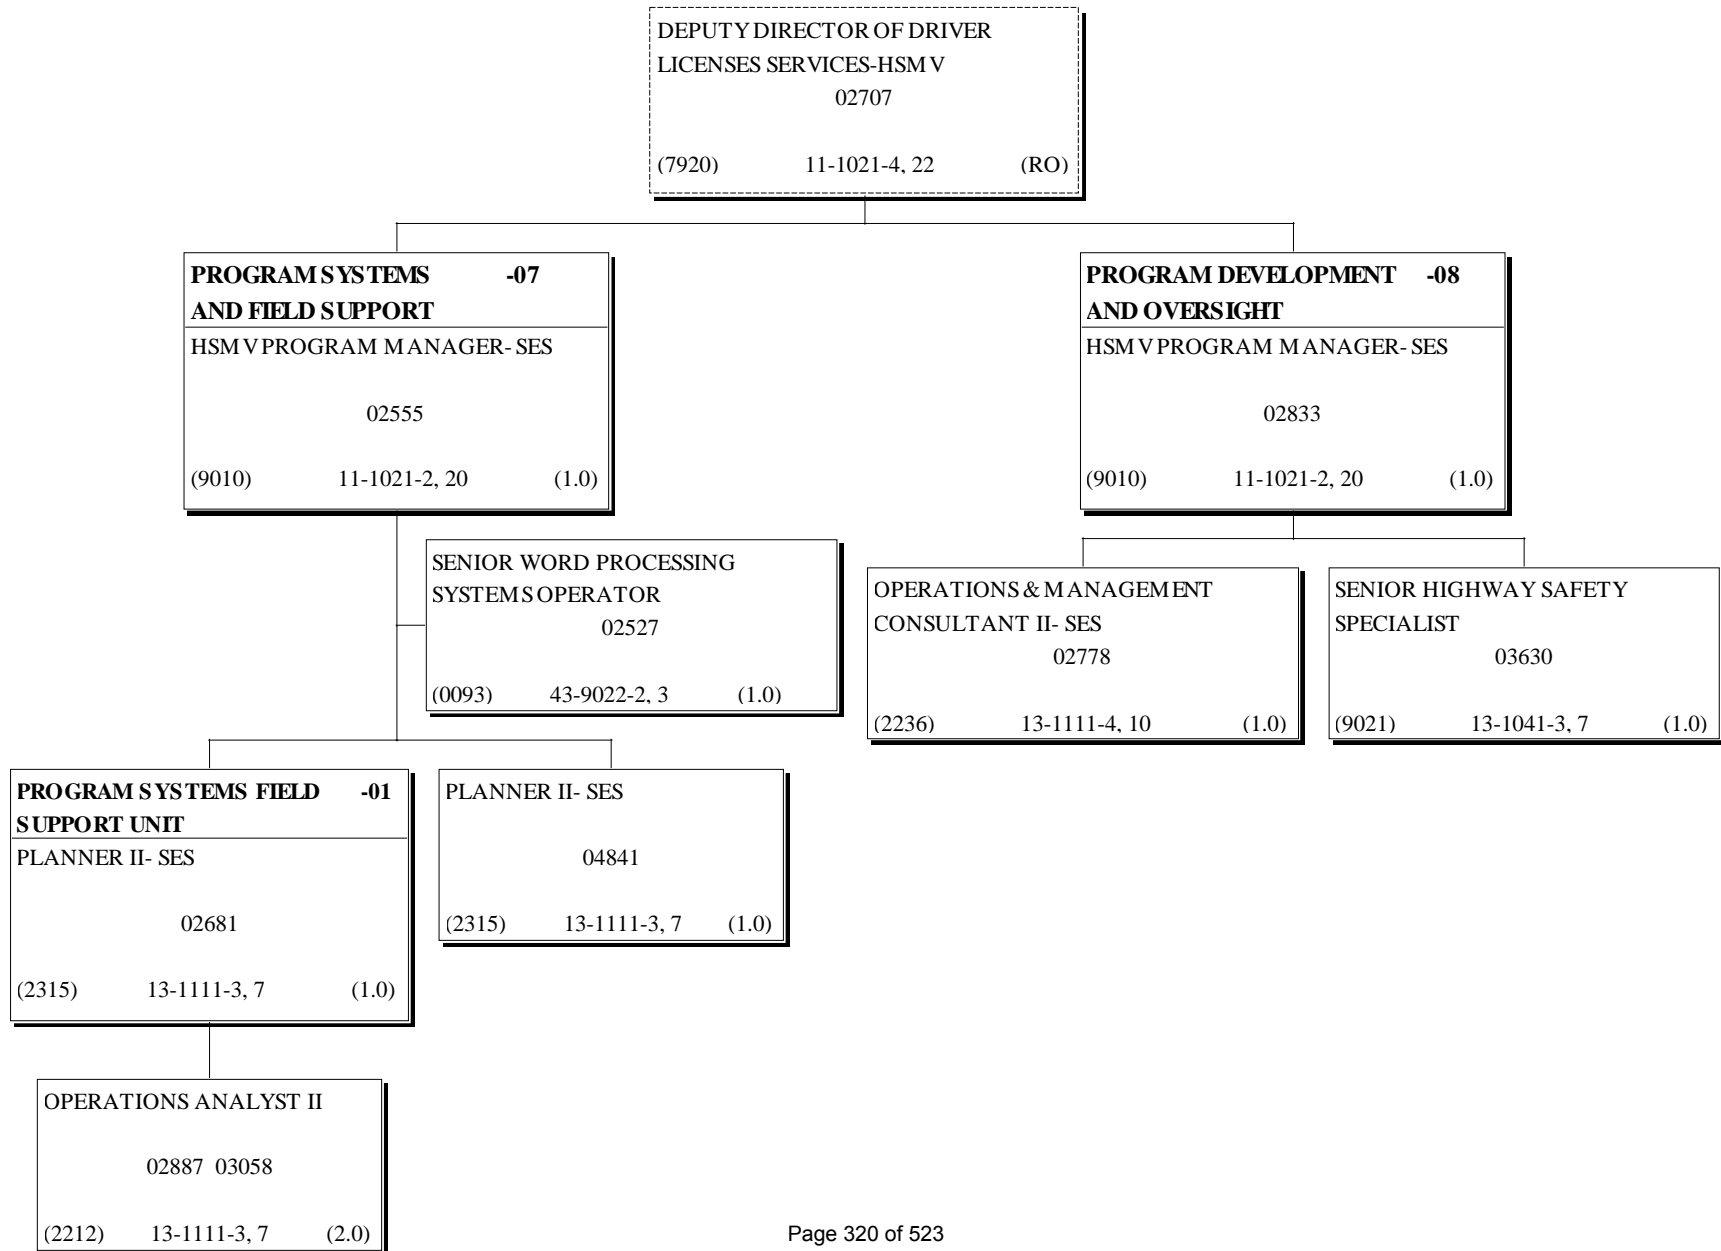 DEPUTY DIRECTOR OF DRIVER
LICENSES SERVICES-HSMV
02707
(7920) 11-1021-4, 22 (RO)
PROGRAM SYSTEMS -07
AND FIELD SUPPORT
HSMV PROGRAM MANAGER- SES
02555
(9010) 11-1021-2, 20 (1.0)
PROGRAM DEVELOPMENT -08
AND OVERSIGHT
HSMV PROGRAM MANAGER- SES
02833
(9010) 11-1021-2, 20 (1.0)
SENIOR WORD PROCESSING
SYSTEMS OPERATOR
02527
(0093) 43-9022-2, 3 (1.0)
OPERATIONS & MANAGEMENT
CONSULTANT II- SES
02778
(2236) 13-1111-4, 10 (1.0)
SENIOR HIGHWAY SAFETY
SPECIALIST
03630
(9021) 13-1041-3, 7 (1.0)
PROGRAM SYSTEMS FIELD -01
SUPPORT UNIT
PLANNER II- SES
02681
(2315) 13-1111-3, 7 (1.0)
PLANNER II- SES
04841
(2315) 13-1111-3, 7 (1.0)
OPERATIONS ANALYST II
02887 03058
(2212) 13-1111-3, 7 (2.0)
Page 320 of 523